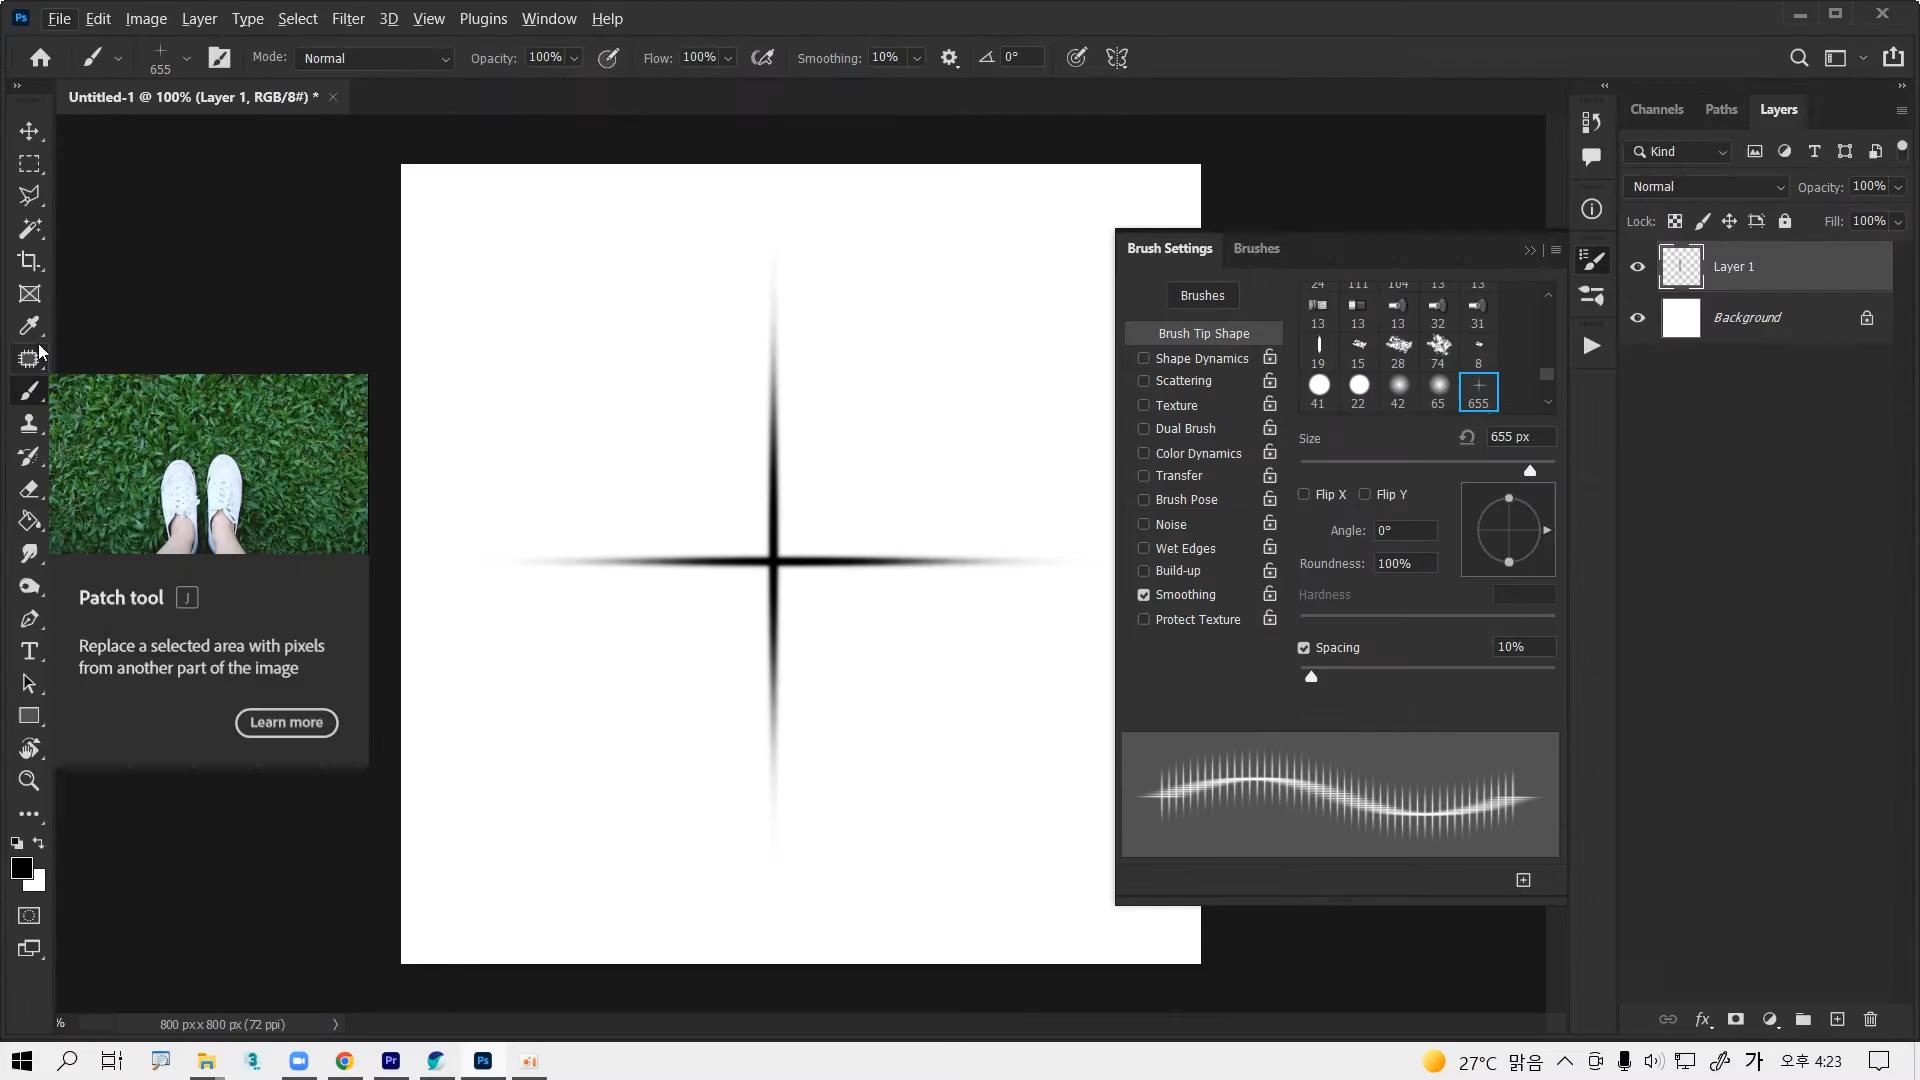 Ps File Edit Image Layer Type Select Filter 3D View Plugins Window Help
655 Mode: Normal Opacity: 100% Flow: 100% Smoothing: 10% 0°
Untitled-1 @ 100% (Layer 1, RGB/8#) * ×
Channels Paths Layers
Kind
Normal Opacity: 100%
Lock: Fill: 100%
Layer 1
Background
Brush Settings Brushes
Brushes
24 111 104 13 13
13 13 13 32 31
19 15 28 74 8
41 22 42 65 655
Brush Tip Shape
Shape Dynamics
Scattering
Texture
Dual Brush
Color Dynamics
Transfer
Brush Pose
Noise
Wet Edges
Build-up
Smoothing
Protect Texture
Size 655 px
Flip X Flip Y
Angle: 0°
Roundness: 100%
Hardness
Spacing 10%
Patch tool J
Replace a selected area with pixels
from another part of the image
Learn more
% 800 px x 800 px (72 ppi)
Pr Ps 27°C 맑음 가 오후 4:23